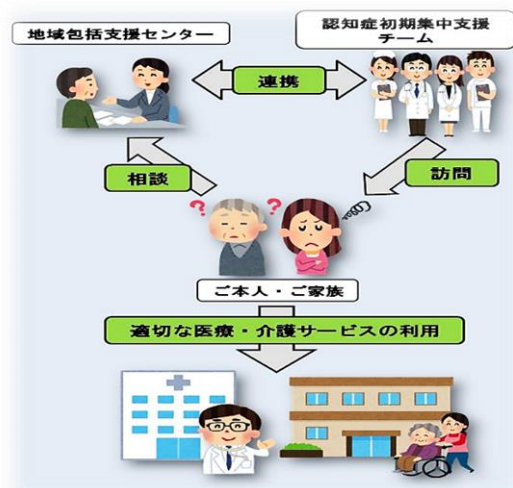 地域包括支援センター
認知症初期集中支援
チーム
連携
相談
訪問
? ?
ご本人・ご家族
適切な医療・介護サービスの利用